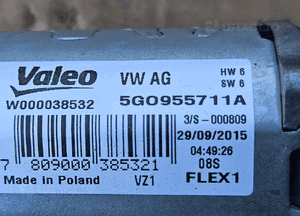 Valeo VW AG HW 6
SW 6
W000038532 5G0955711A
3/S-000809
29/09/2015
04:49:26
7 809000 385321 08S
Made in Poland VZ1 FLEX1